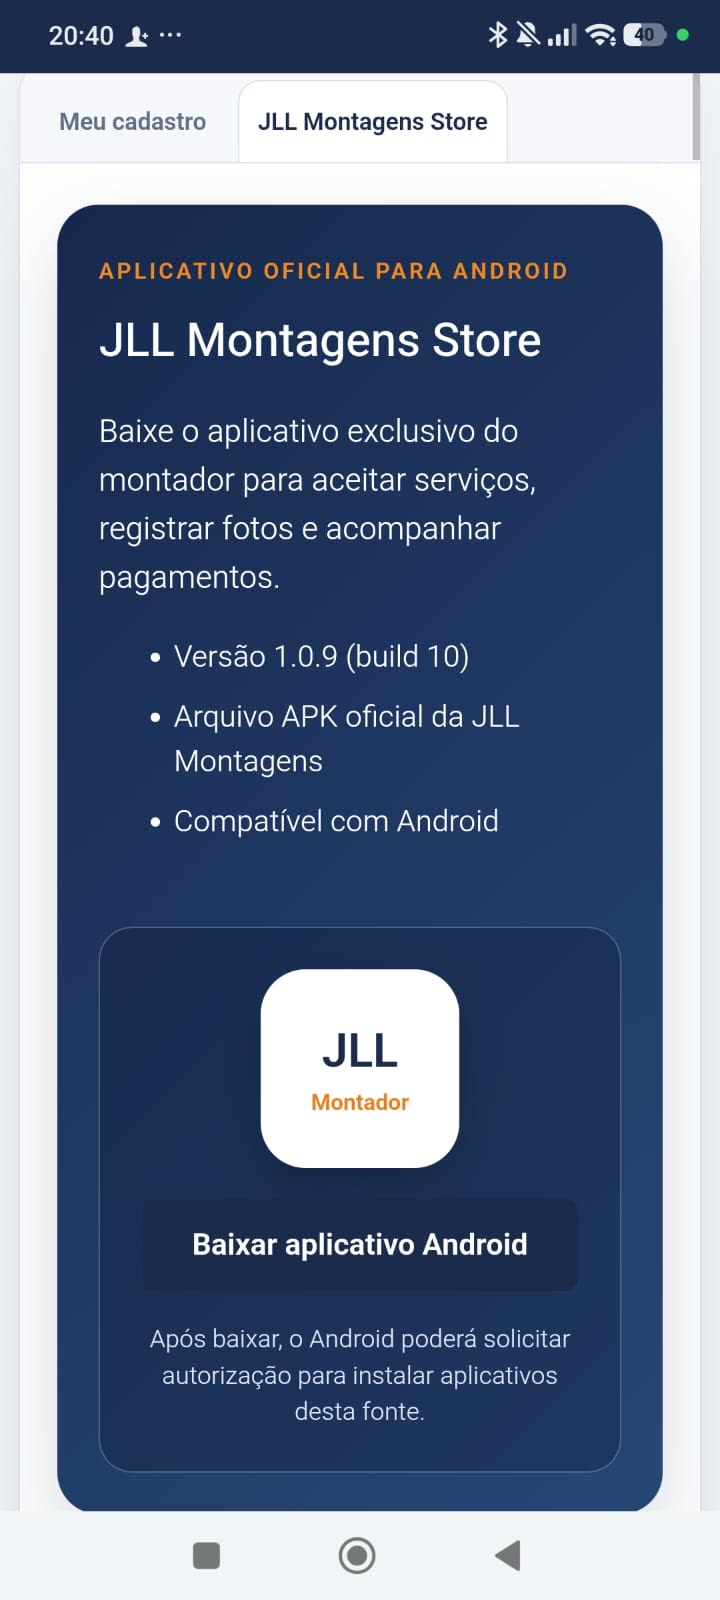 20:40
40
Meu cadastro
JLL Montagens Store
APLICATIVO OFICIAL PARA ANDROID
JLL Montagens Store
Baixe o aplicativo exclusivo do
montador para aceitar serviços,
registrar fotos e acompanhar
pagamentos.
• Versão 1.0.9 (build 10)
• Arquivo APK oficial da JLL
Montagens
• Compatível com Android
JLL
Montador
Baixar aplicativo Android
Após baixar, o Android poderá solicitar
autorização para instalar aplicativos
desta fonte.